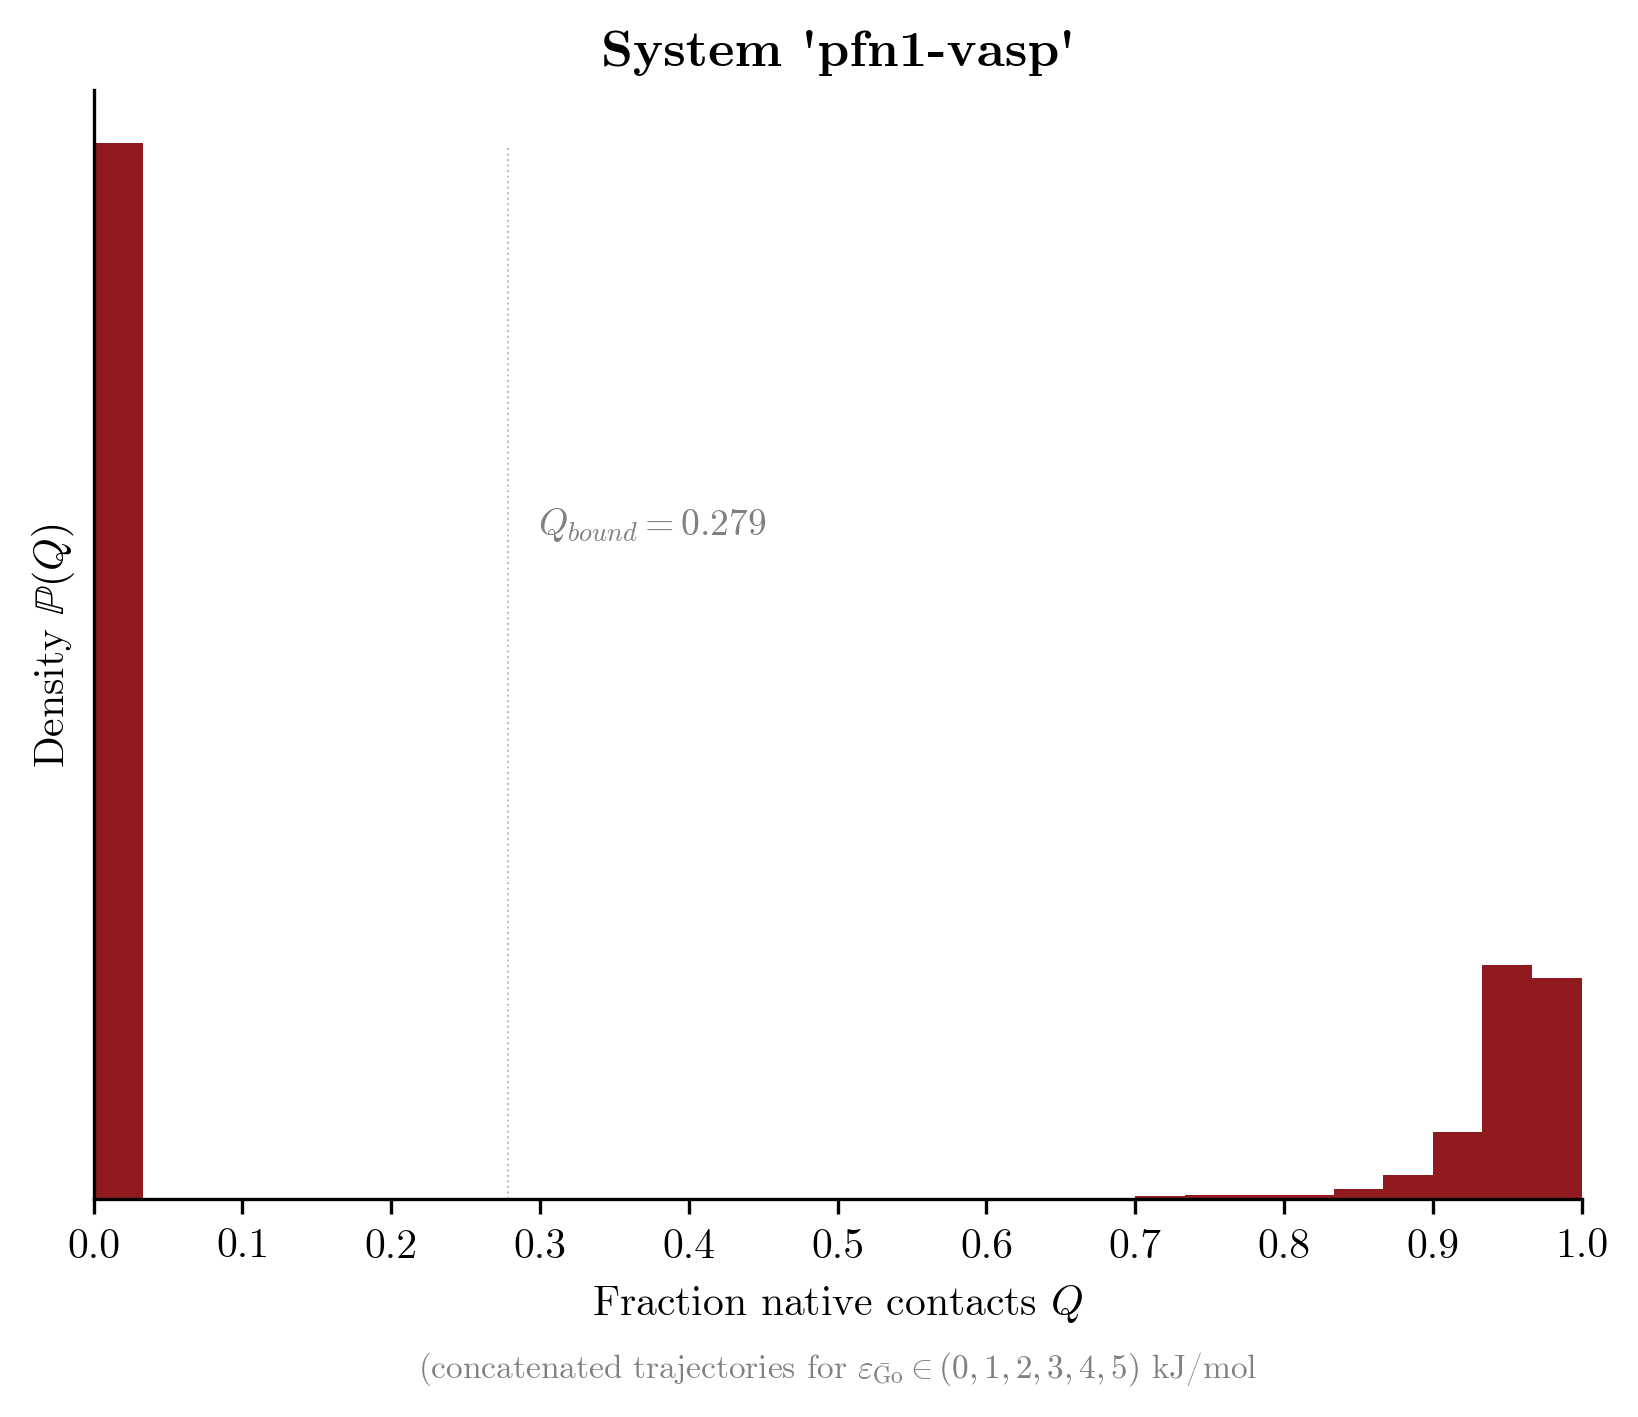 System 'pfn1-vasp'
Density ℙ(Q)
Q_bound = 0.279
0.0 0.1 0.2 0.3 0.4 0.5 0.6 0.7 0.8 0.9 1.0
Fraction native contacts Q
(concatenated trajectories for ε_Ḡo ∈ (0, 1, 2, 3, 4, 5) kJ/mol